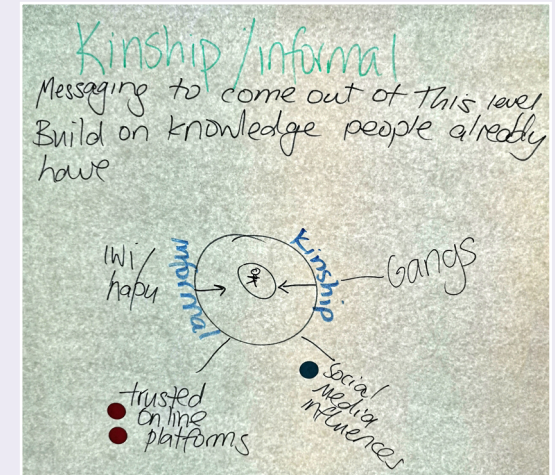 Kinship/informal
Messaging to come out of This level
Build on knowledge people already
have
Iwi/
hapu
informal
Kinship
Gangs
trusted
online
platforms
Social
Media
influences